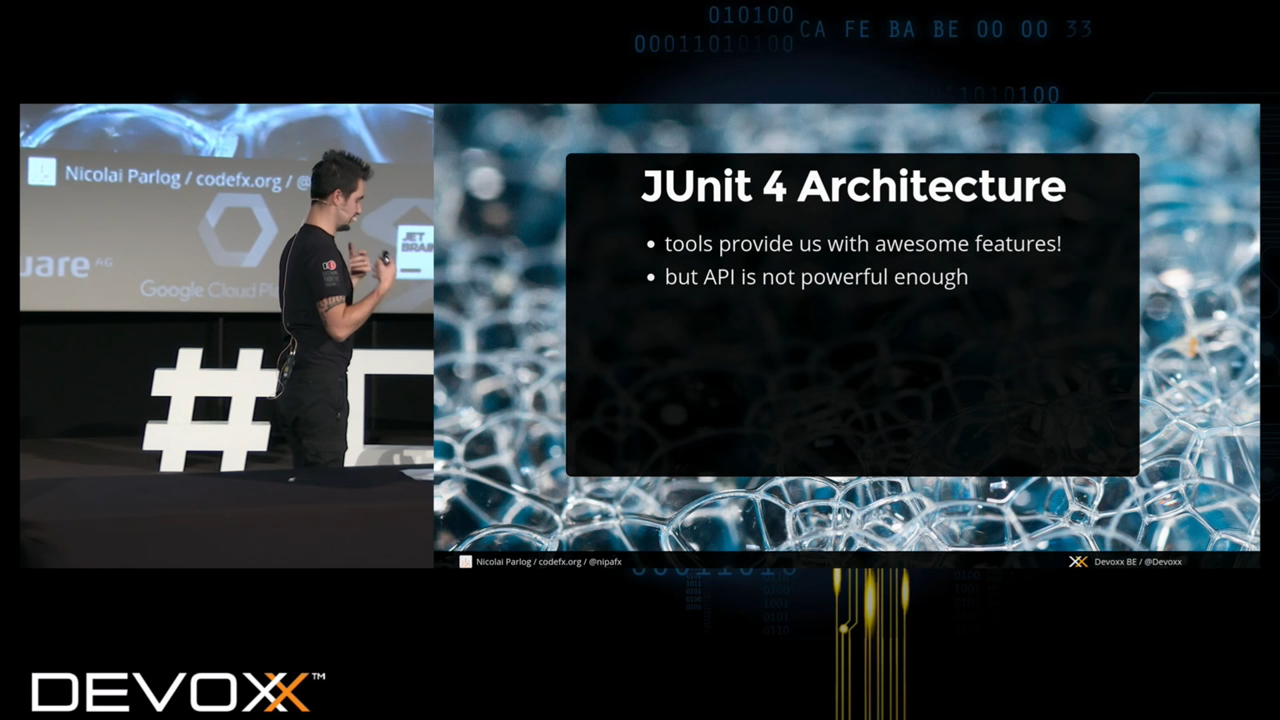 010100
00011010100
CA FE BA BE 00 00 33
1010100
Nicolai Parlog / codefx.org / @
uare AG
Google Cloud Pla
JET
BRAIN
#
JUnit 4 Architecture
• tools provide us with awesome features!
• but API is not powerful enough
Nicolai Parlog / codefx.org / @nipafx
Devoxx BE / @Devoxx
DEVOXX™